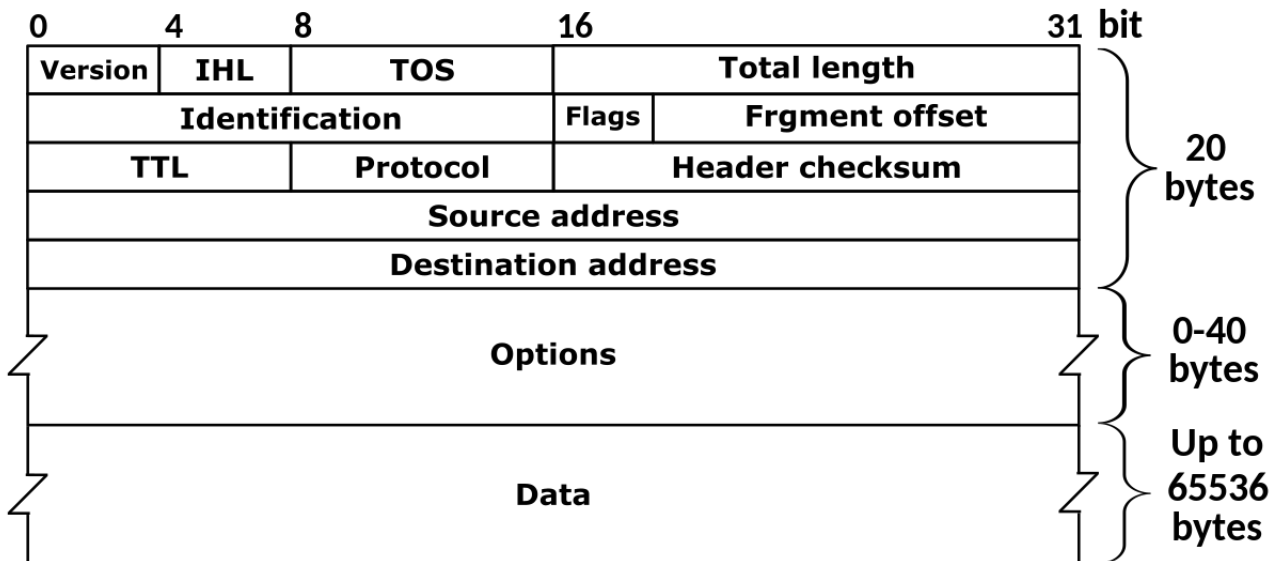 0 4 8 16 31 bit
Version IHL TOS Total length
Identification Flags Frgment offset
TTL Protocol Header checksum
Source address
Destination address
20
bytes
Options
0-40
bytes
Data
Up to
65536
bytes